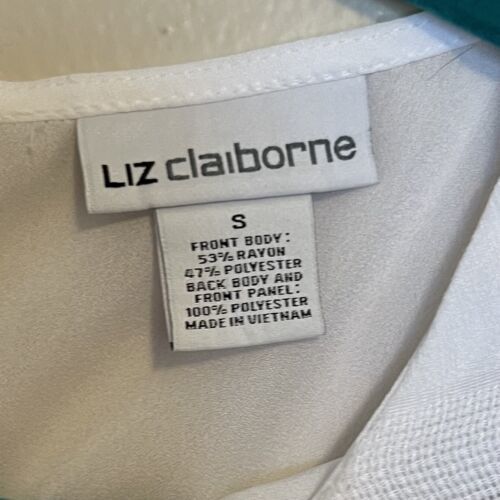 LIZ claiborne
S
FRONT BODY:
53% RAYON
47% POLYESTER
BACK BODY AND
FRONT PANEL:
100% POLYESTER
MADE IN VIETNAM